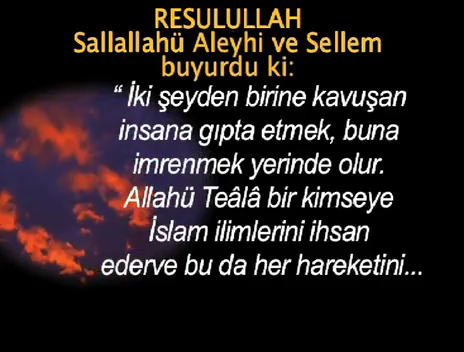 RESULULLAH
Sallallahü Aleyhi ve Sellem
buyurdu ki:
“ İki şeyden birine kavuşan
insana gıpta etmek, buna
imrenmek yerinde olur.
Allahü Teâlâ bir kimseye
İslam ilimlerini ihsan
ederve bu da her hareketini...